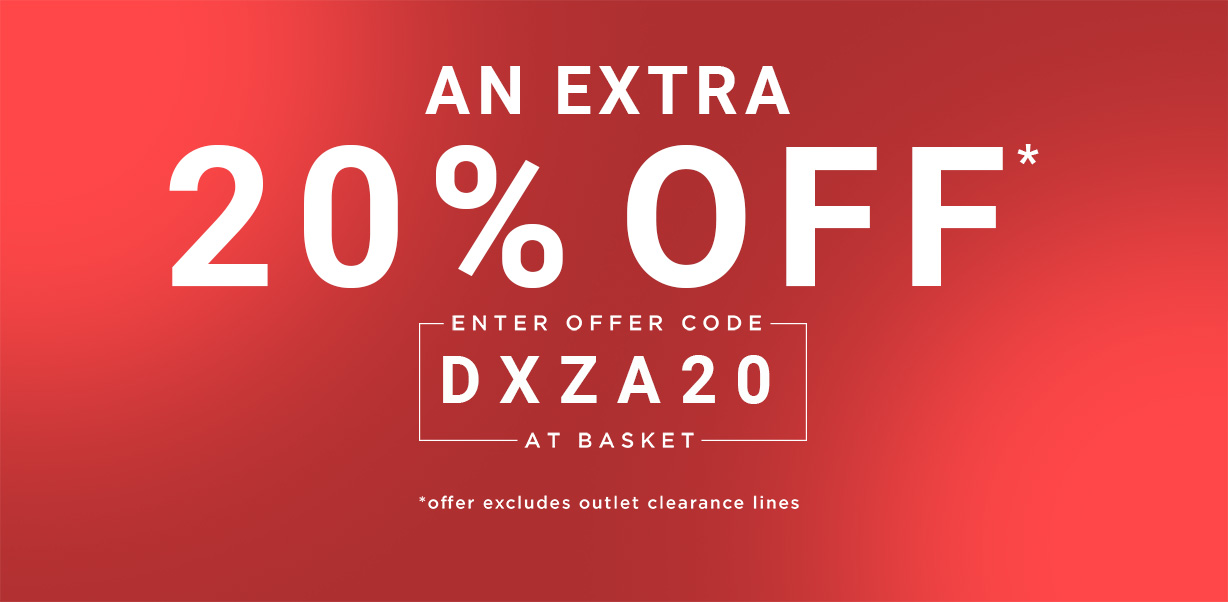 AN EXTRA
20% OFF*
ENTER OFFER CODE
DXZA20
AT BASKET
*offer excludes outlet clearance lines